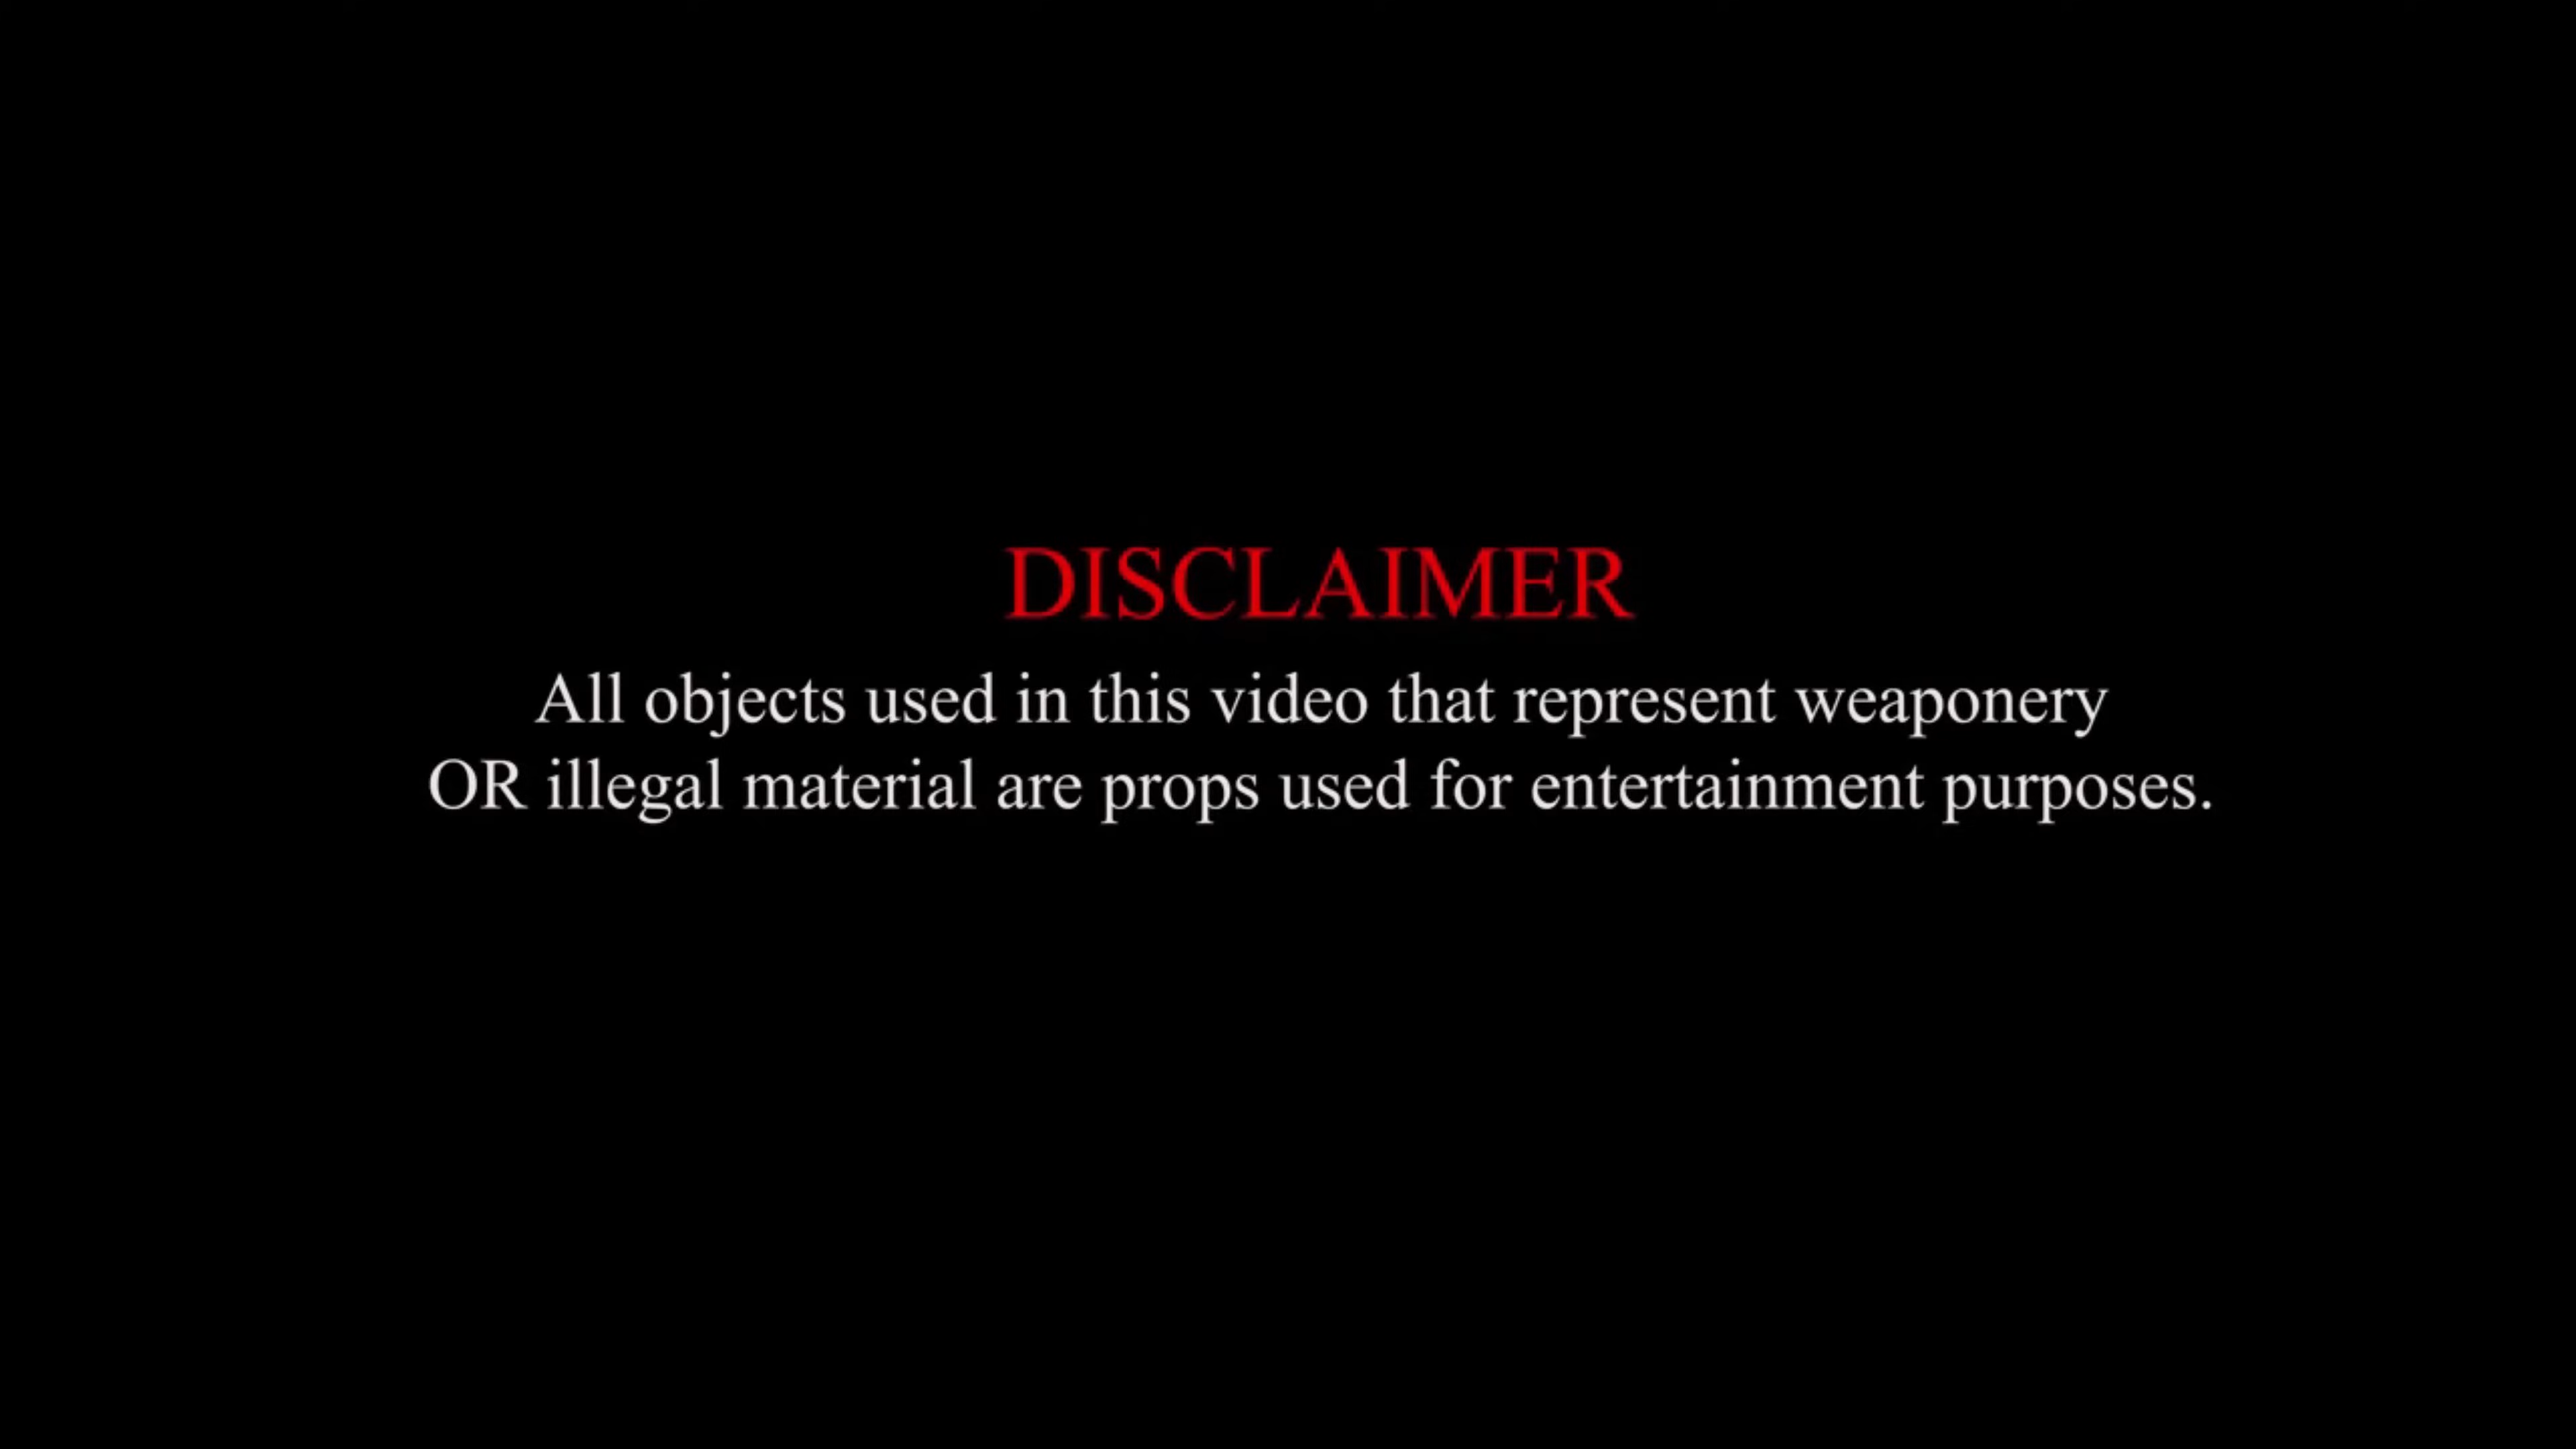 DISCLAIMER
All objects used in this video that represent weaponery
OR illegal material are props used for entertainment purposes.